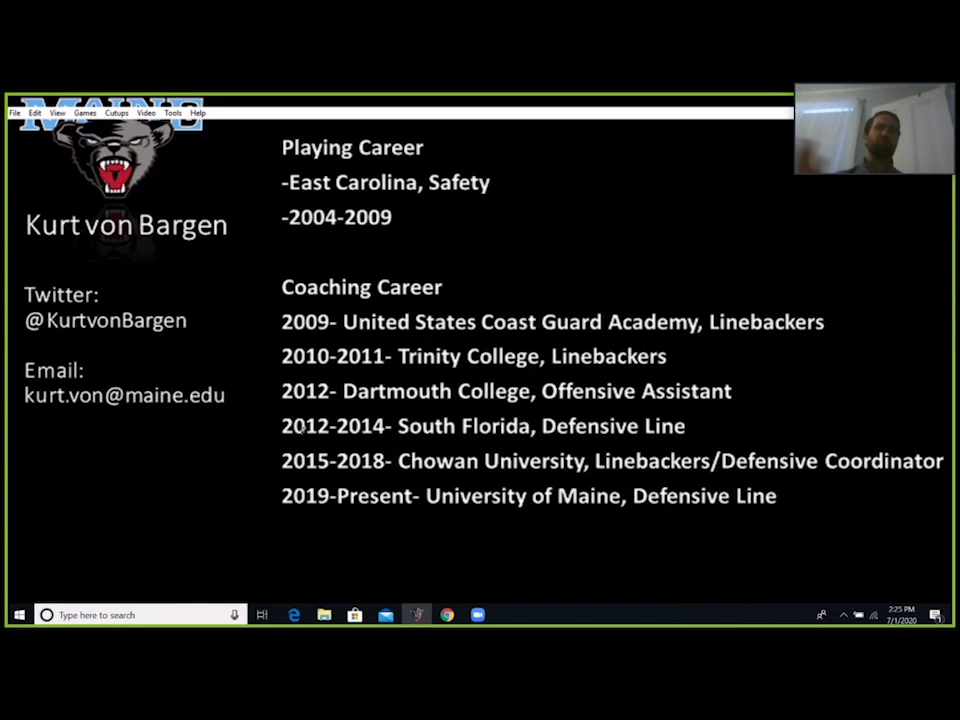 MAINE
File Edit View Games Cutups Video Tools Help
Kurt von Bargen
Twitter:
@KurtvonBargen
Email:
kurt.von@maine.edu
Playing Career
-East Carolina, Safety
-2004-2009
Coaching Career
2009- United States Coast Guard Academy, Linebackers
2010-2011- Trinity College, Linebackers
2012- Dartmouth College, Offensive Assistant
2012-2014- South Florida, Defensive Line
2015-2018- Chowan University, Linebackers/Defensive Coordinator
2019-Present- University of Maine, Defensive Line
Type here to search
2:25 PM
7/1/2020